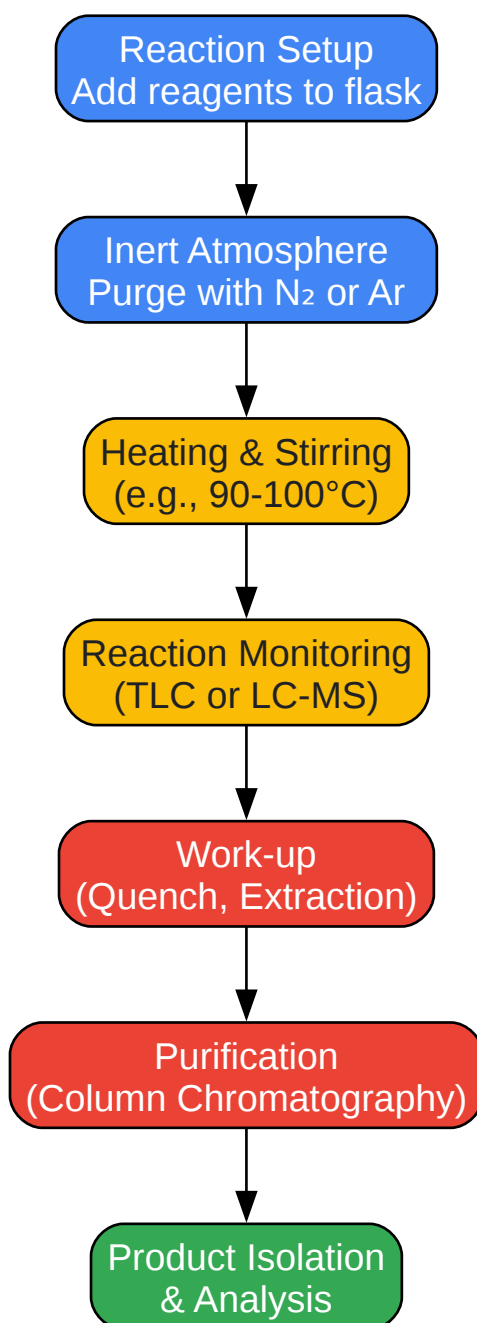 Reaction Setup
Add reagents to flask
Inert Atmosphere
Purge with N₂ or Ar
Heating & Stirring
(e.g., 90-100°C)
Reaction Monitoring
(TLC or LC-MS)
Work-up
(Quench, Extraction)
Purification
(Column Chromatography)
Product Isolation
& Analysis